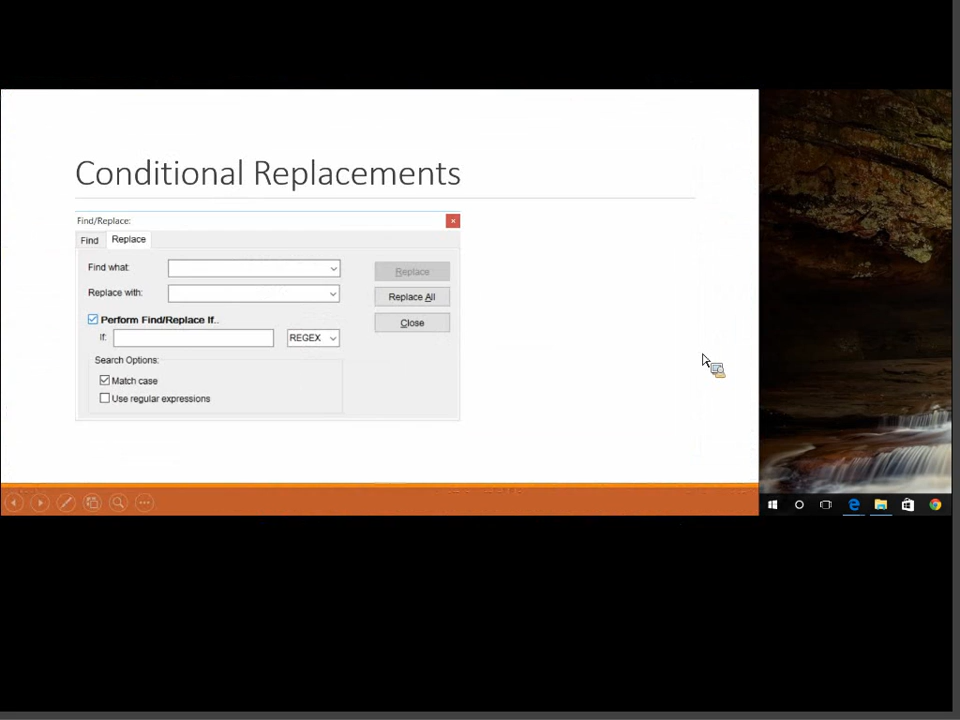 Conditional Replacements
Find/Replace:
Find Replace
Find what: Replace
Replace with: Replace All
Perform Find/Replace If.. Close
If: REGEX
Search Options:
Match case
Use regular expressions